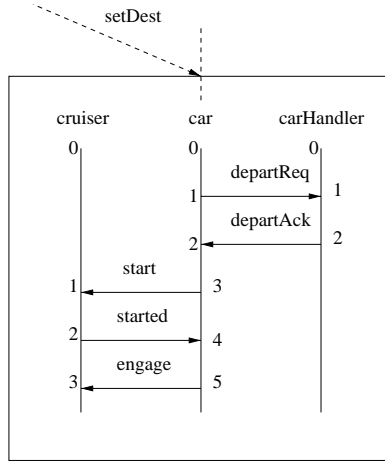 setDest
cruiser car carHandler
0 0 0
departReq
1 1
departAck
2 2
start
1 3
started
2 4
engage
3 5